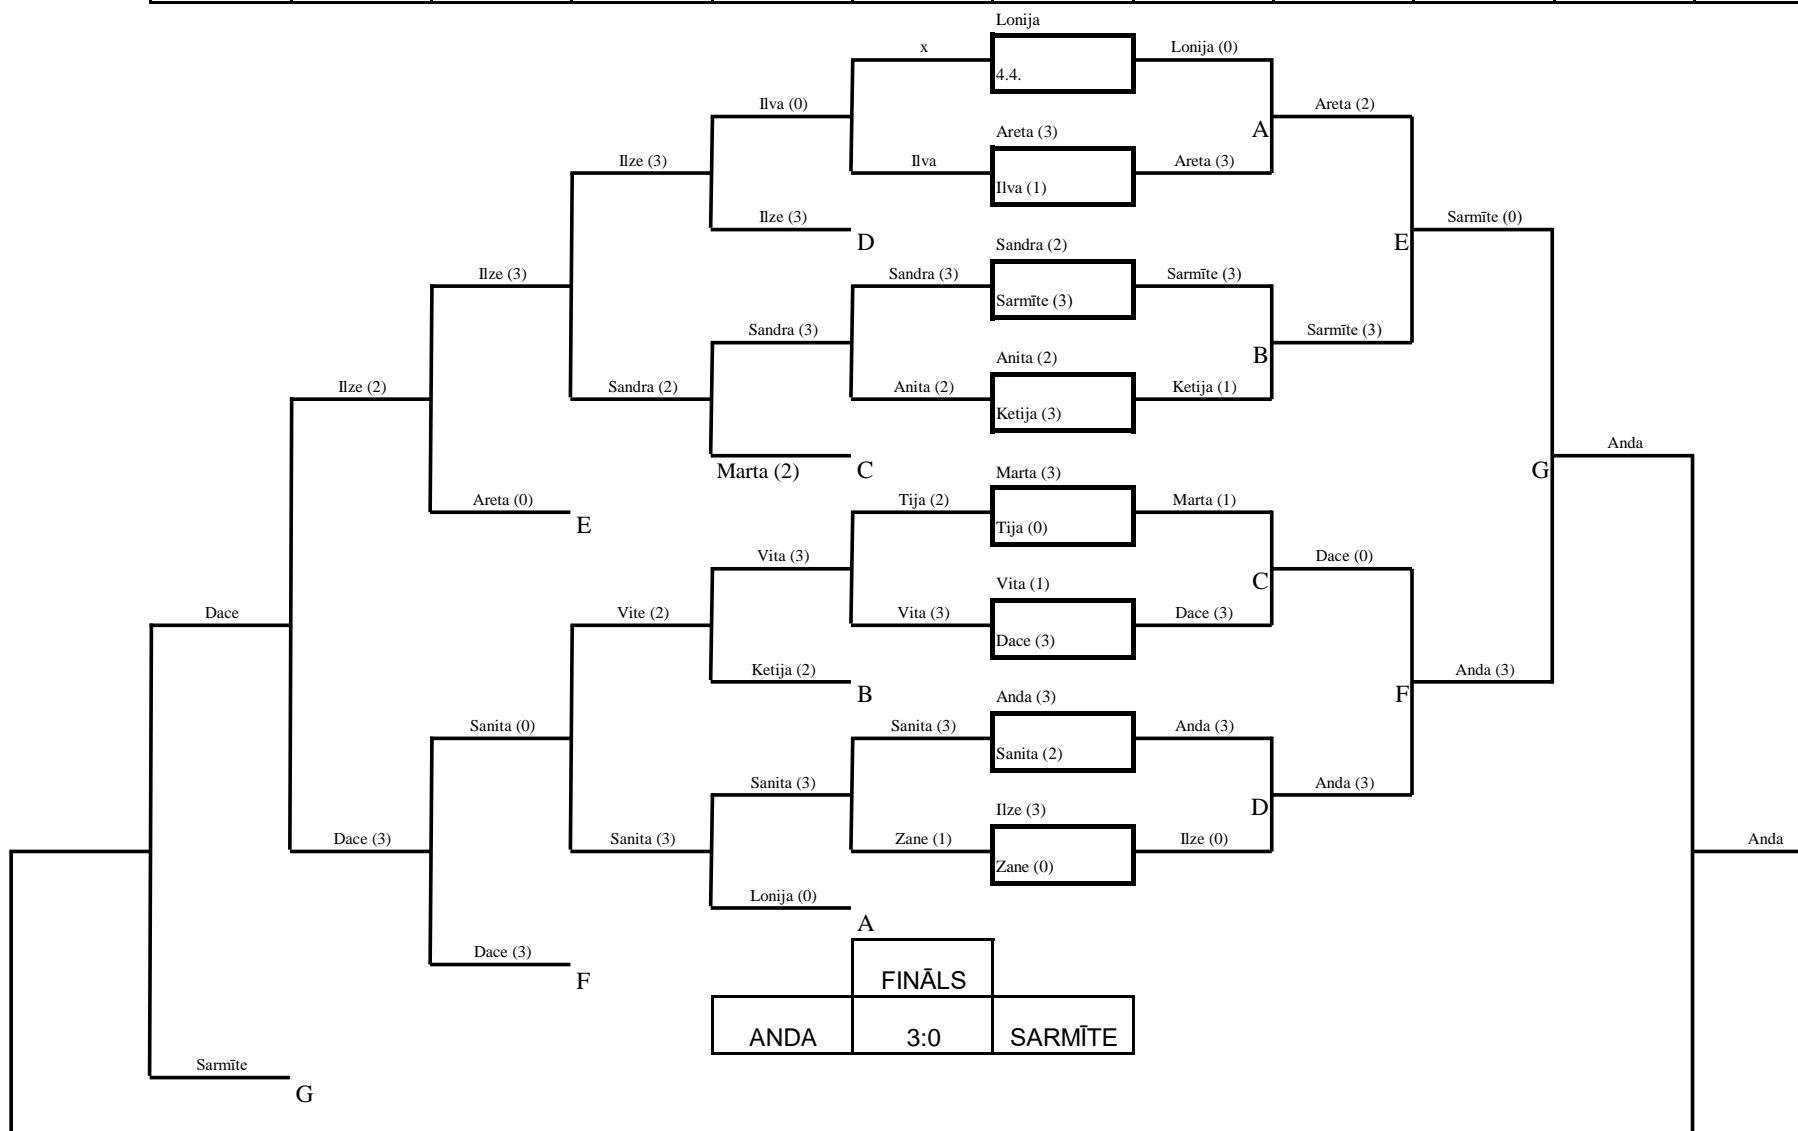 Lonija
x
Lonija (0)
4.4.
Ilva (0)
Areta (2)
A
Areta (3)
Ilze (3)
Ilva
Areta (3)
Ilva (1)
Ilze (3)
Sarmīte (0)
D
E
Sandra (2)
Ilze (3)
Sandra (3)
Sarmīte (3)
Sarmīte (3)
Sandra (3)
Sarmīte (3)
B
Anita (2)
Ilze (2)
Sandra (2)
Anita (2)
Ketija (1)
Ketija (3)
Anda
Marta (2)
C
G
Marta (3)
Areta (0)
Tija (2)
Marta (1)
E
Tija (0)
Vita (3)
Dace (0)
C
Vita (1)
Dace
Vite (2)
Vita (3)
Dace (3)
Dace (3)
Ketija (2)
Anda (3)
B
F
Anda (3)
Sanita (0)
Sanita (3)
Anda (3)
Sanita (2)
Sanita (3)
Anda (3)
D
Ilze (3)
Dace (3)
Sanita (3)
Zane (1)
Ilze (0)
Anda
Zane (0)
Lonija (0)
A
Dace (3)
F
FINĀLS
ANDA 3:0 SARMĪTE
Sarmīte
G